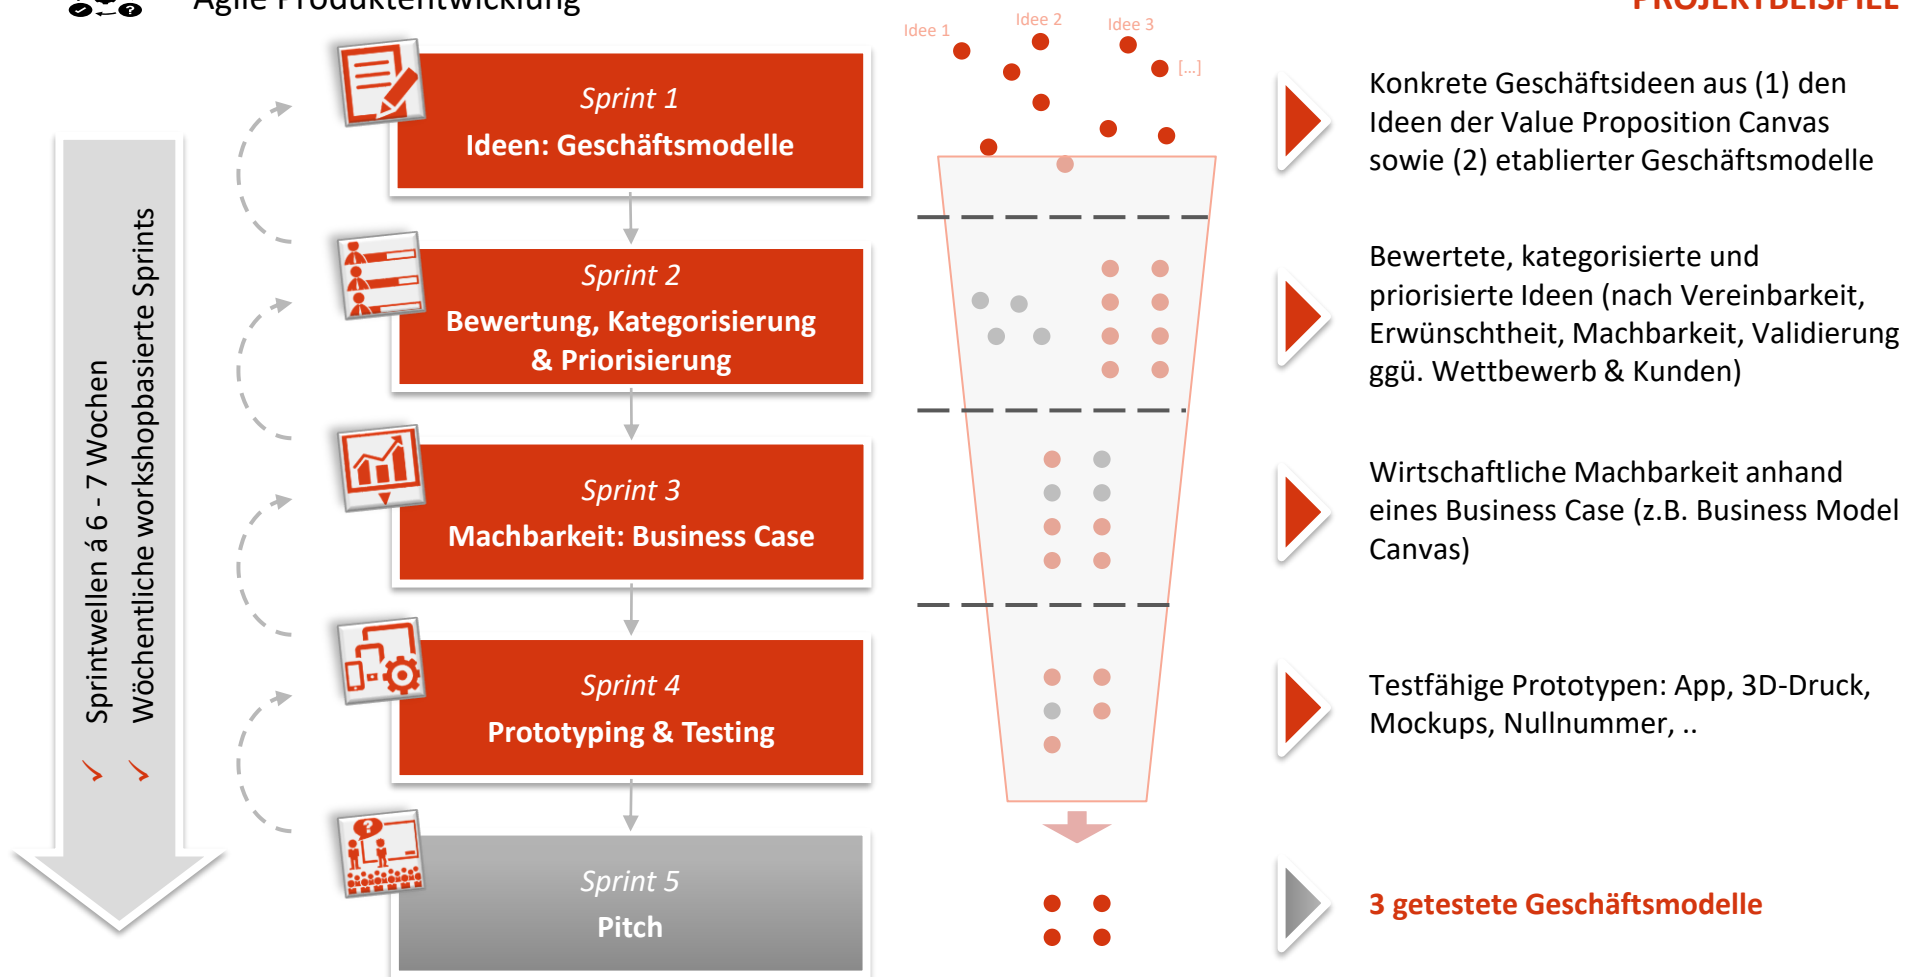 Agile Produktentwicklung
PROJEKTBEISPIEL
Sprintwellen á 6 - 7 Wochen
Wöchentliche workshopbasierte Sprints
Sprint 1
Ideen: Geschäftsmodelle
Sprint 2
Bewertung, Kategorisierung
& Priorisierung
Sprint 3
Machbarkeit: Business Case
Sprint 4
Prototyping & Testing
Sprint 5
Pitch
Idee 1
Idee 2
Idee 3
[...]
Konkrete Geschäftsideen aus (1) den
Ideen der Value Proposition Canvas
sowie (2) etablierter Geschäftsmodelle
Bewertete, kategorisierte und
priorisierte Ideen (nach Vereinbarkeit,
Erwünschtheit, Machbarkeit, Validierung
ggü. Wettbewerb & Kunden)
Wirtschaftliche Machbarkeit anhand
eines Business Case (z.B. Business Model
Canvas)
Testfähige Prototypen: App, 3D-Druck,
Mockups, Nullnummer, ..
3 getestete Geschäftsmodelle